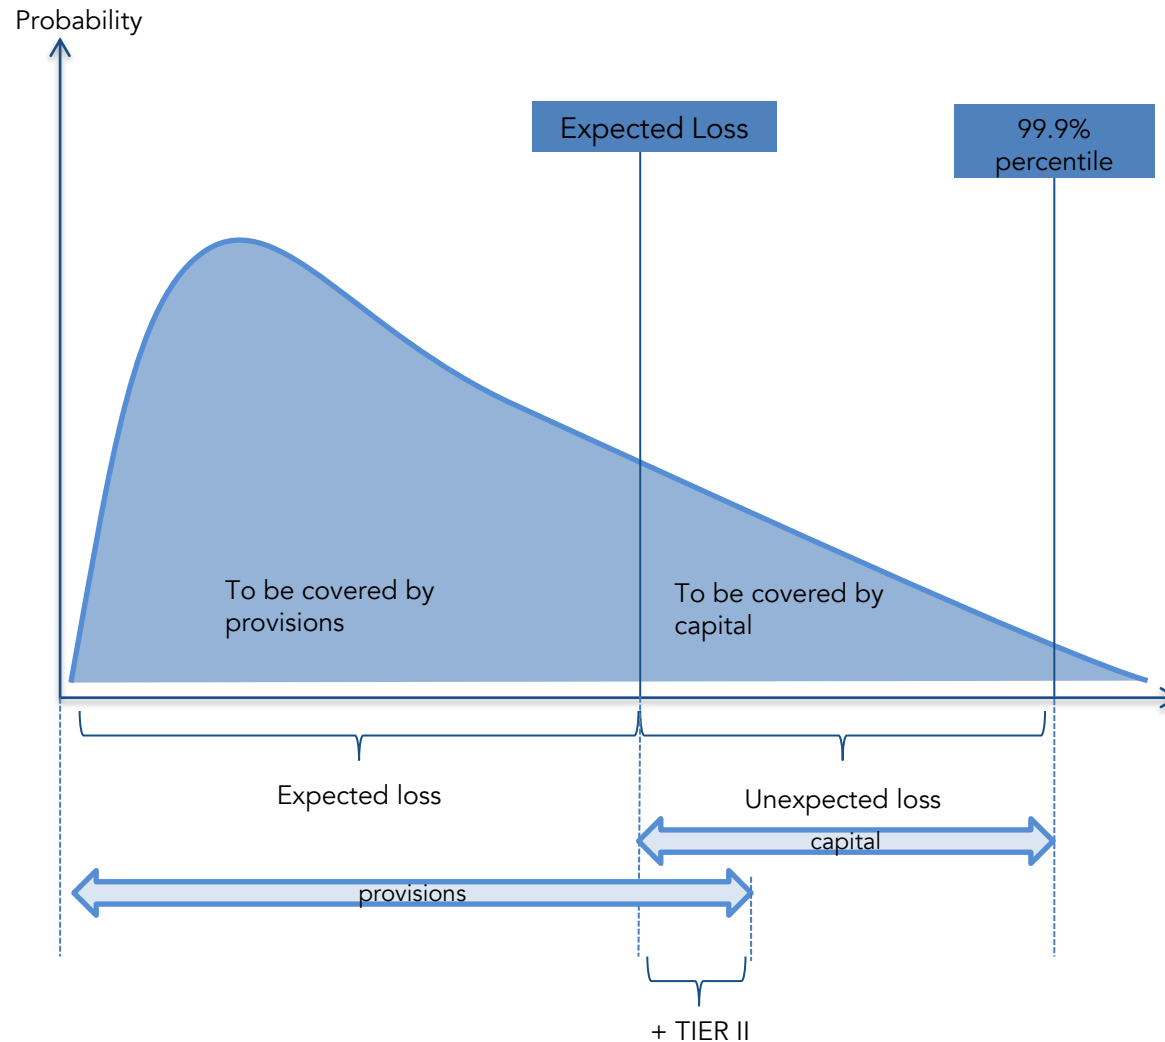 Probability
Expected Loss
99.9%
percentile
To be covered by
provisions
To be covered by
capital
Expected loss
Unexpected loss
capital
provisions
+ TIER II